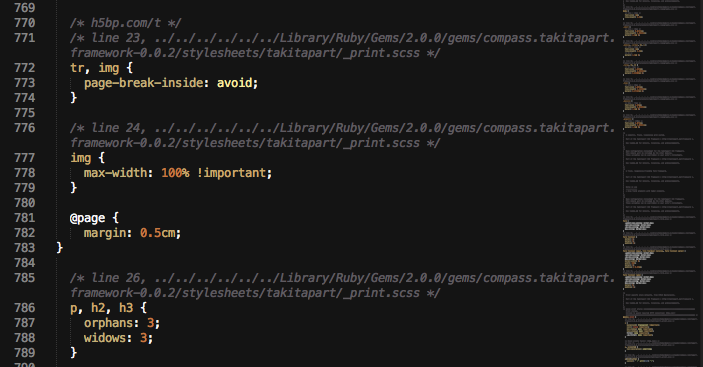 769
770 /* h5bp.com/t */
771 /* line 23, ../../../../../../Library/Ruby/Gems/2.0.0/gems/compass.takitapart.
framework-0.0.2/stylesheets/takitapart/_print.scss */
772 tr, img {
773 page-break-inside: avoid;
774 }
775
776 /* line 24, ../../../../../../Library/Ruby/Gems/2.0.0/gems/compass.takitapart.
framework-0.0.2/stylesheets/takitapart/_print.scss */
777 img {
778 max-width: 100% !important;
779 }
780
781 @page {
782 margin: 0.5cm;
783 }
784
785 /* line 26, ../../../../../../Library/Ruby/Gems/2.0.0/gems/compass.takitapart.
framework-0.0.2/stylesheets/takitapart/_print.scss */
786 p, h2, h3 {
787 orphans: 3;
788 widows: 3;
789 }
790